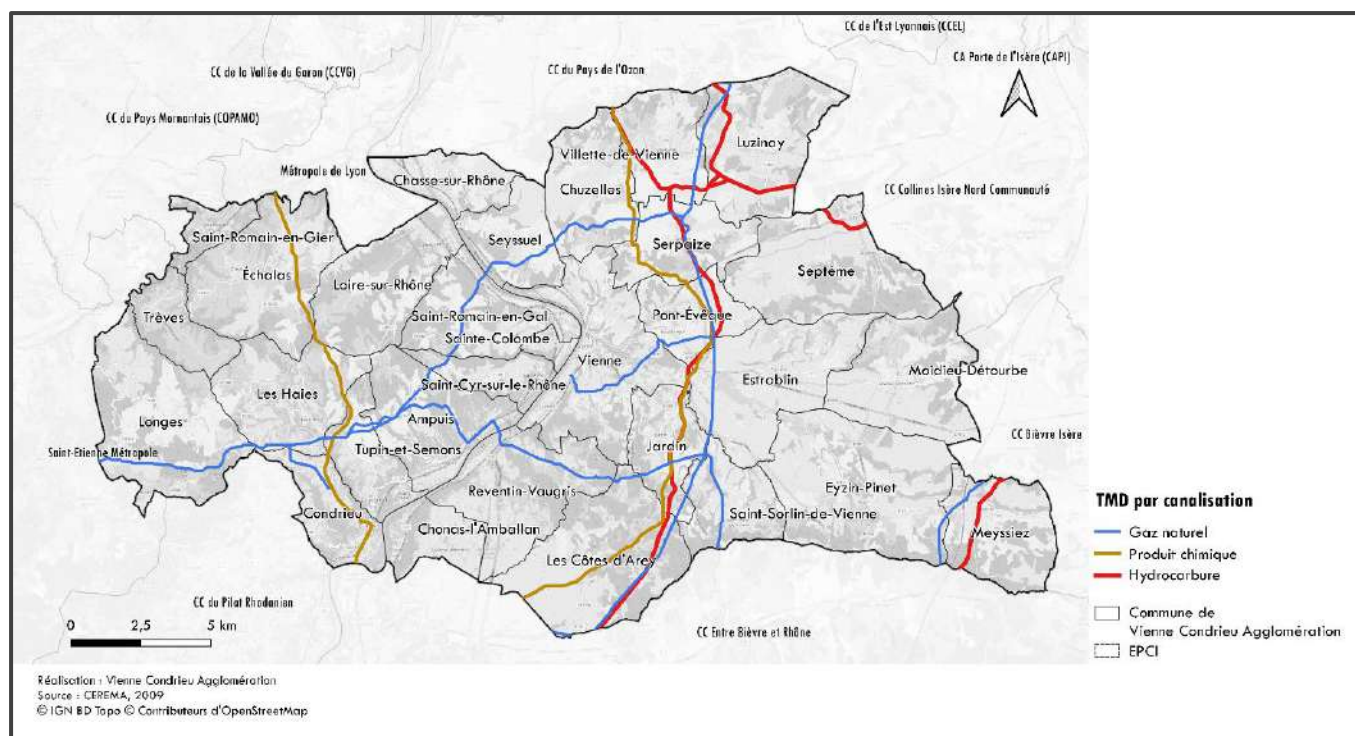 CC de l'Est Lyonnais (CCEL)
CA Porte de l'Isère (CAPI)
CC de la Vallée du Garon (CCVG)
CC du Pays de l'Ozon
CC du Pays Mornantais (COPAMO)
Métropole de Lyon
Villette-de-Vienne
Luzinay
Chasse-sur-Rhône
Chuzelles
CC Collines Isère Nord Communauté
Saint-Romain-en-Gier
Seyssuel
Serpaize
Échalas
Loire-sur-Rhône
Septème
Trèves
Saint-Romain-en-Gal
Pont-Évêque
Sainte-Colombe
Vienne
Moidieu-Détourbe
Estrablin
Les Haies
Saint-Cyr-sur-le-Rhône
Longes
Ampuis
CC Bièvre Isère
Saint-Etienne Métropole
Tupin-et-Semons
Jardin
Reventin-Vaugris
Eyzin-Pinet
Condrieu
Saint-Sorlin-de-Vienne
Chonas-l'Amballan
Meyssiez
Les Côtes-d'Arey
CC du Pilat Rhodanien
CC Entre Bièvre et Rhône
0 2,5 5 km
TMD par canalisation
Gaz naturel
Produit chimique
Hydrocarbure
Commune de
Vienne Condrieu Agglomération
EPCI
Réalisation : Vienne Condrieu Agglomération
Source : CEREMA, 2009
© IGN BD Topo © Contributeurs d'OpenStreetMap